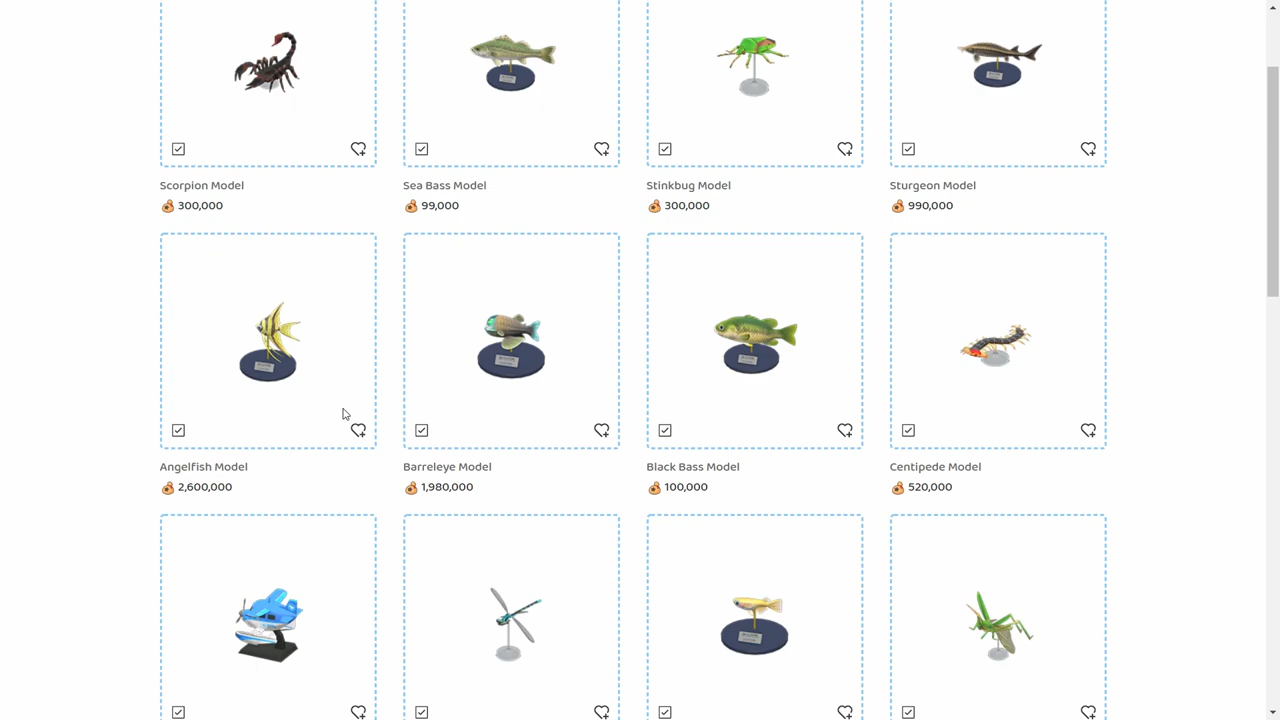 Scorpion Model
Sea Bass Model
Stinkbug Model
Sturgeon Model
300,000
99,000
300,000
990,000
Angelfish Model
Barreleye Model
Black Bass Model
Centipede Model
2,600,000
1,980,000
100,000
520,000